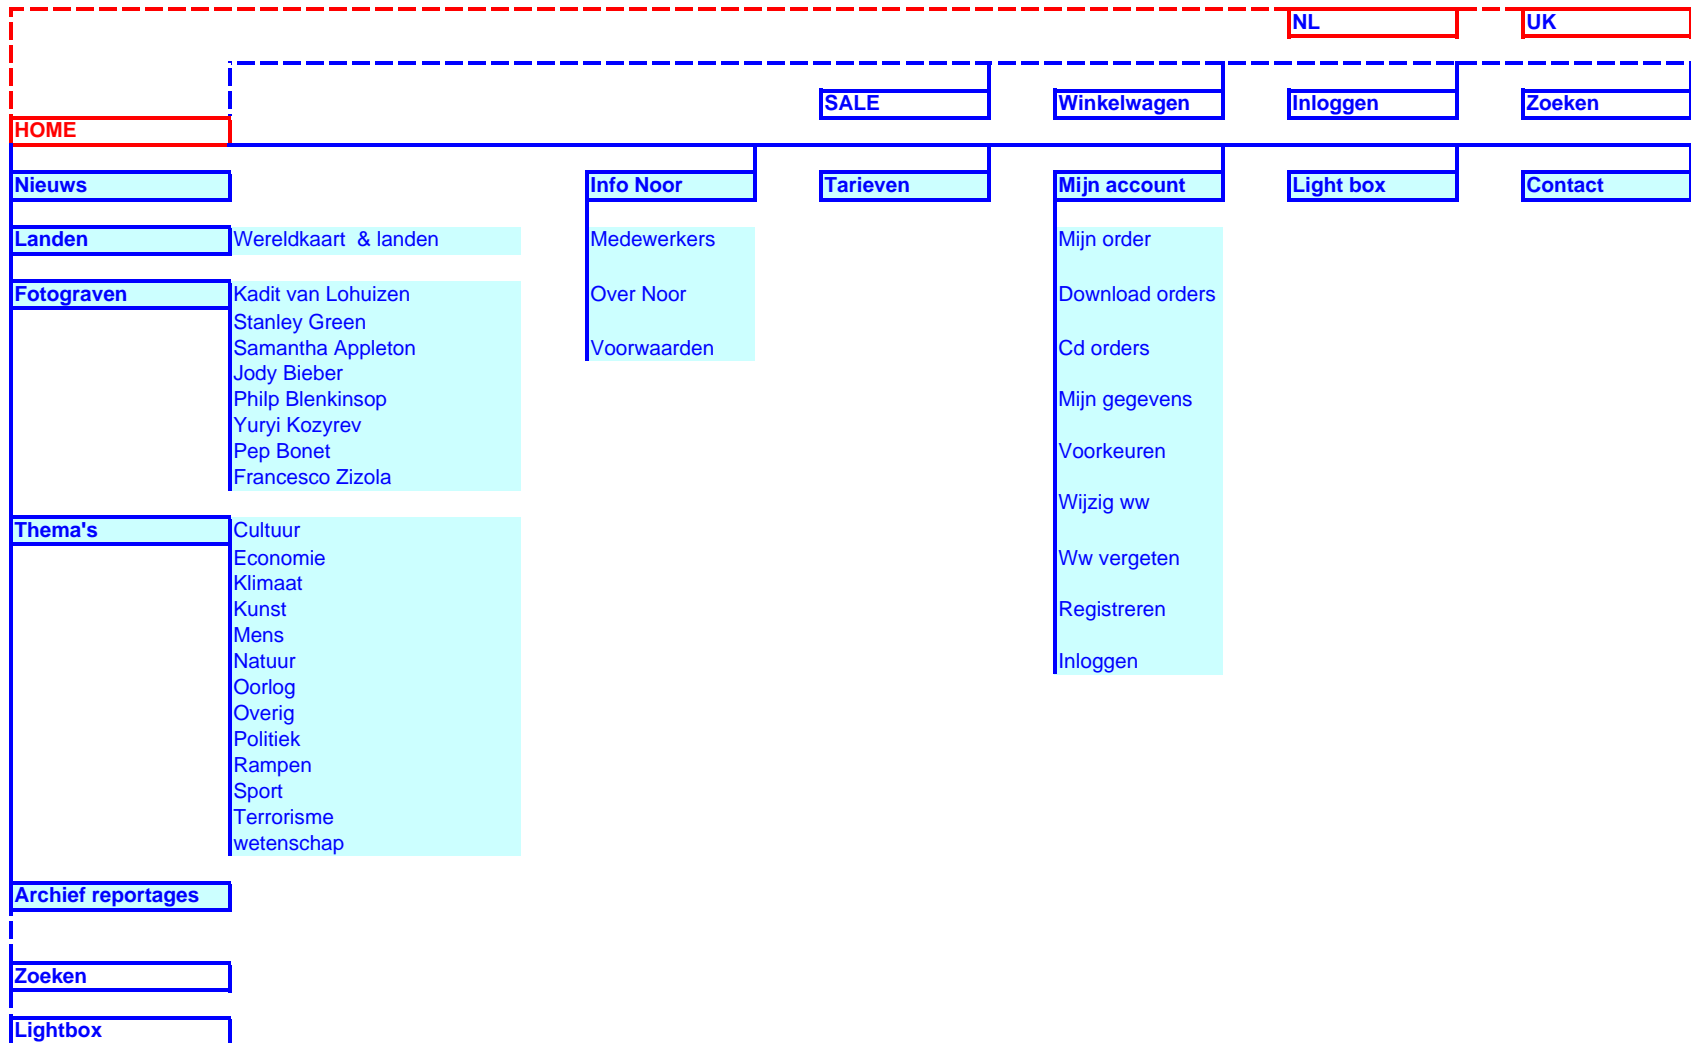 NL UK
SALE Winkelwagen Inloggen Zoeken
HOME
Nieuws Info Noor Tarieven Mijn account Light box Contact
Landen Wereldkaart & landen Medewerkers Mijn order
Fotograven Kadit van Lohuizen Over Noor Download orders
Stanley Green
Samantha Appleton Voorwaarden Cd orders
Jody Bieber
Philp Blenkinsop Mijn gegevens
Yuryi Kozyrev
Pep Bonet Voorkeuren
Francesco Zizola
Wijzig ww
Thema's Cultuur
Economie Ww vergeten
Klimaat
Kunst Registreren
Mens
Natuur Inloggen
Oorlog
Overig
Politiek
Rampen
Sport
Terrorisme
wetenschap
Archief reportages
Zoeken
Lightbox